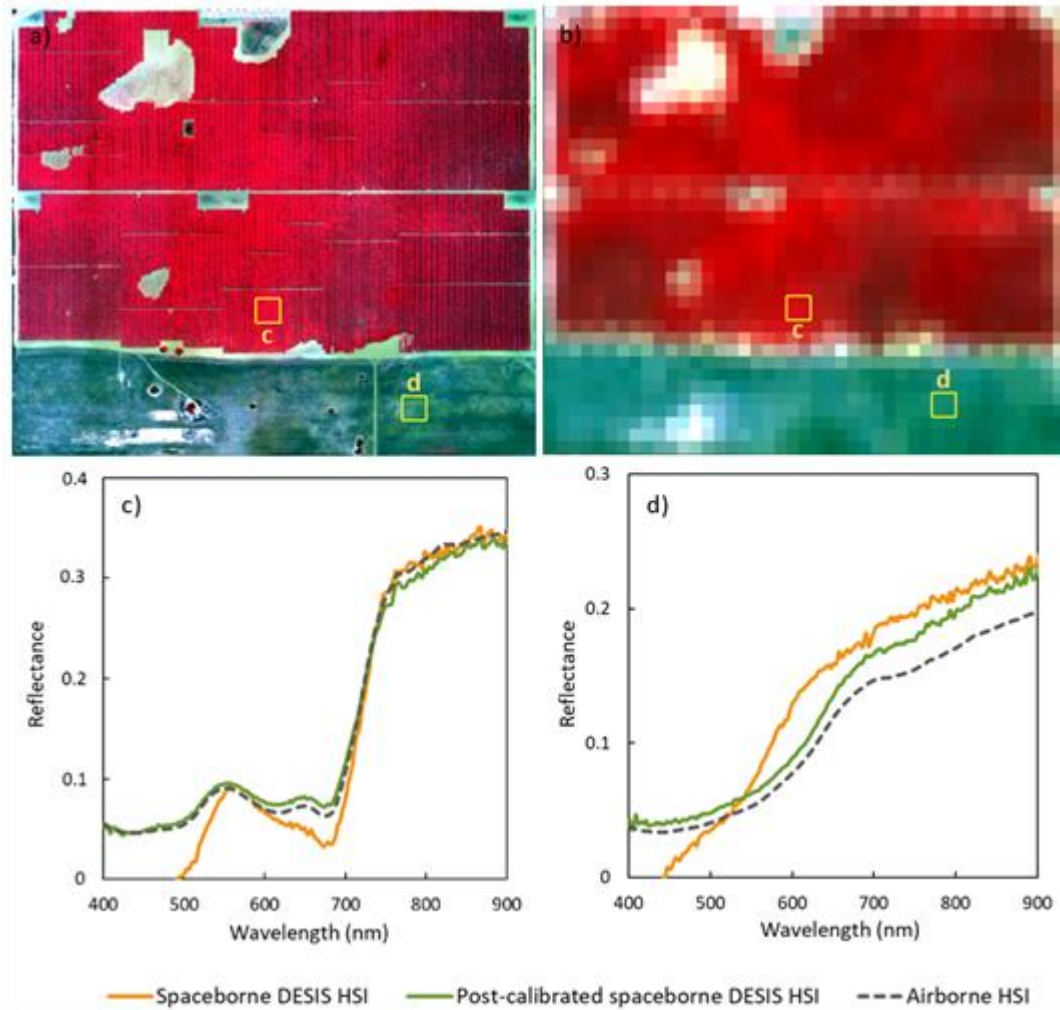 a)
b)
c
d
c
d
c)
0.4
0.3
0.2
0.1
0
Reflectance
400 500 600 700 800 900
Wavelength (nm)
d)
0.3
0.2
0.1
0
Reflectance
400 500 600 700 800 900
Wavelength (nm)
Spaceborne DESIS HSI Post-calibrated spaceborne DESIS HSI Airborne HSI